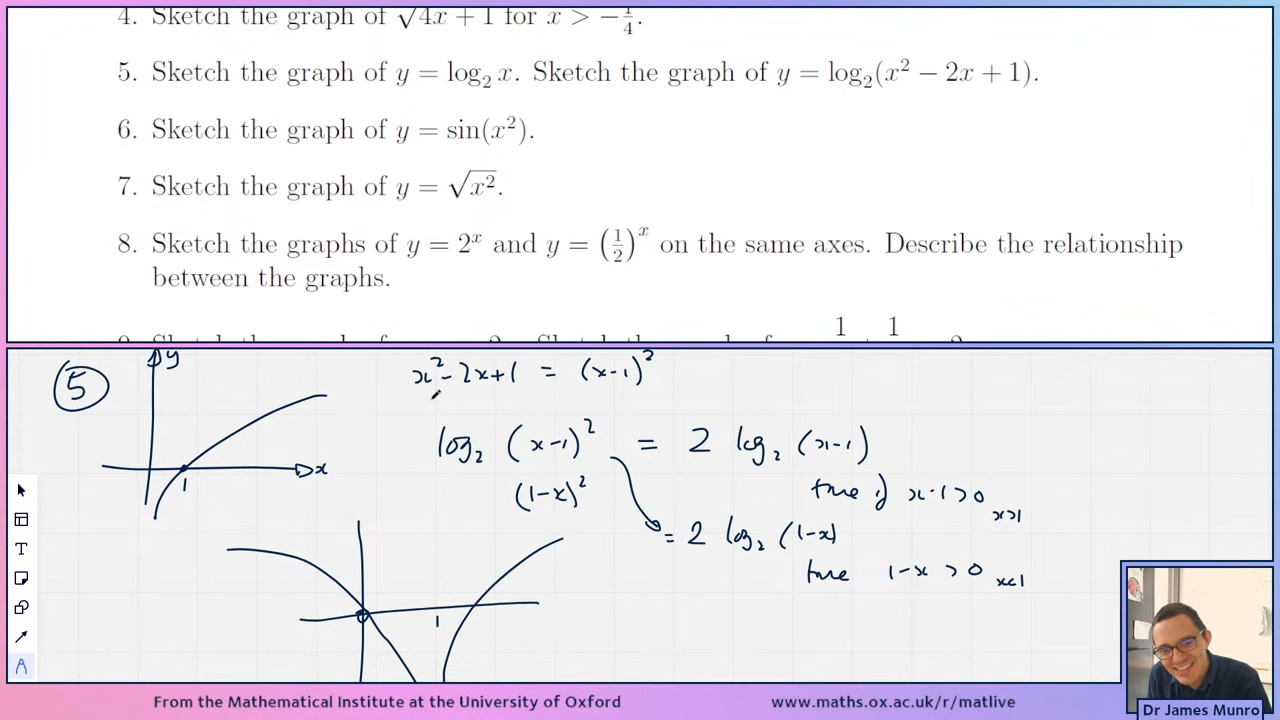 4. Sketch the graph of √4x + 1 for x > −1/4.
5. Sketch the graph of y = log₂ x. Sketch the graph of y = log₂(x² − 2x + 1).
6. Sketch the graph of y = sin(x²).
7. Sketch the graph of y = √x².
8. Sketch the graphs of y = 2ˣ and y = (1/2)ˣ on the same axes. Describe the relationship
between the graphs.
5
y
x
1
x² - 2x + 1 = (x-1)²
log₂ (x-1)² = 2 log₂ (x-1)
(1-x)²
true if x-1>0 x>1
= 2 log₂ (1-x)
true 1-x > 0 x<1
1
T
From the Mathematical Institute at the University of Oxford
www.maths.ox.ac.uk/r/matlive
Dr James Munro